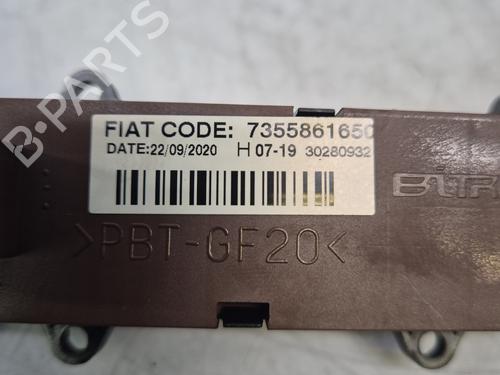 FIAT CODE: 7355861650
DATE:22/09/2020 H 07-19 30280932
>PBT-GF20<
B-PARTS